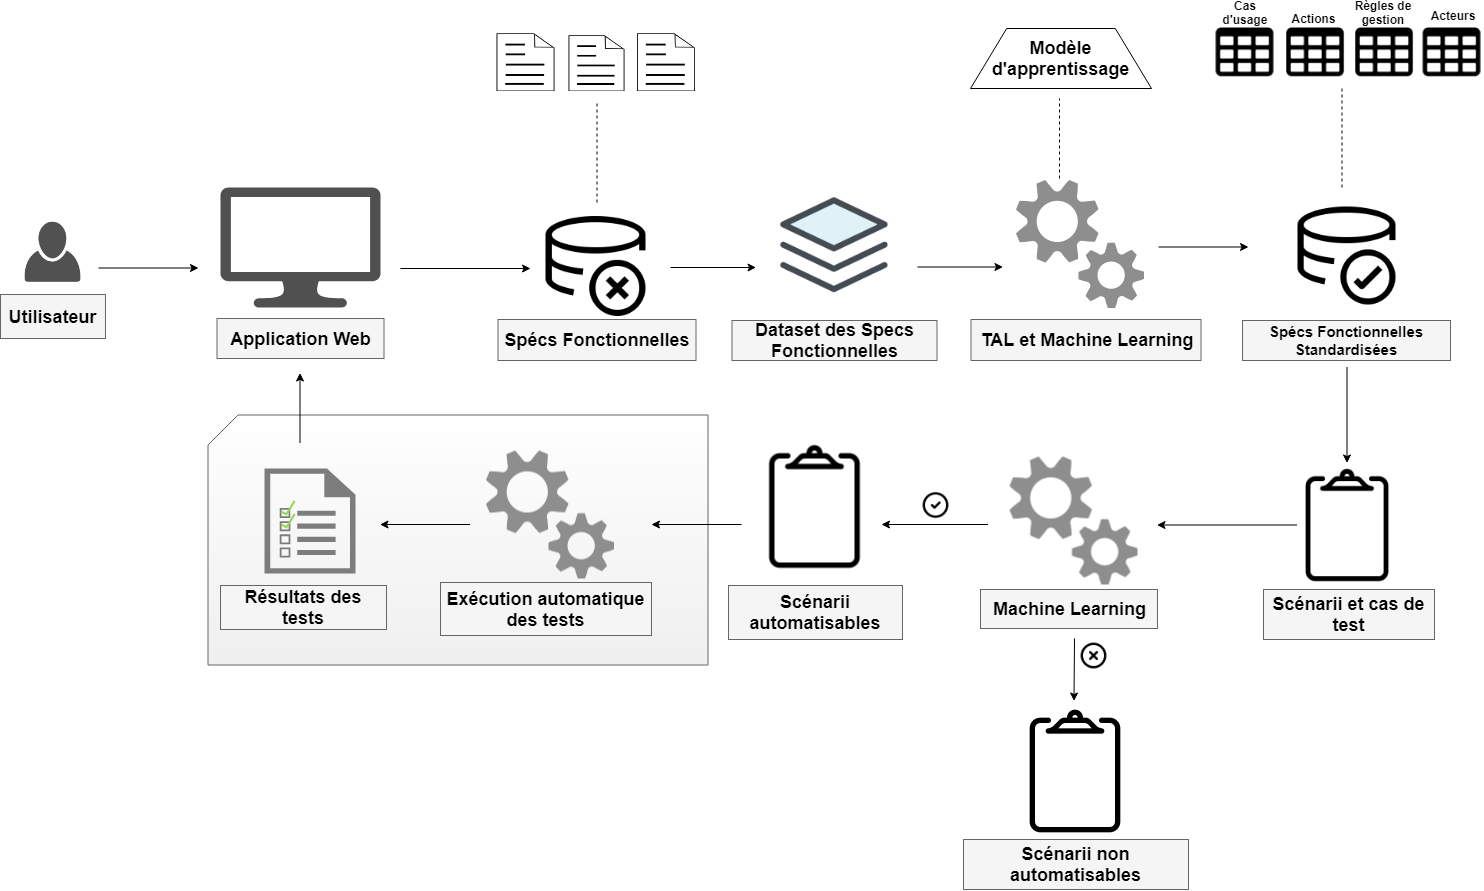 Modèle
d'apprentissage
Cas
d'usage
Actions
Règles de
gestion
Acteurs
Utilisateur
Application Web
Spécs Fonctionnelles
Dataset des Specs
Fonctionnelles
TAL et Machine Learning
Spécs Fonctionnelles
Standardisées
Résultats des
tests
Exécution automatique
des tests
Scénarii
automatisables
Machine Learning
Scénarii et cas de
test
Scénarii non
automatisables